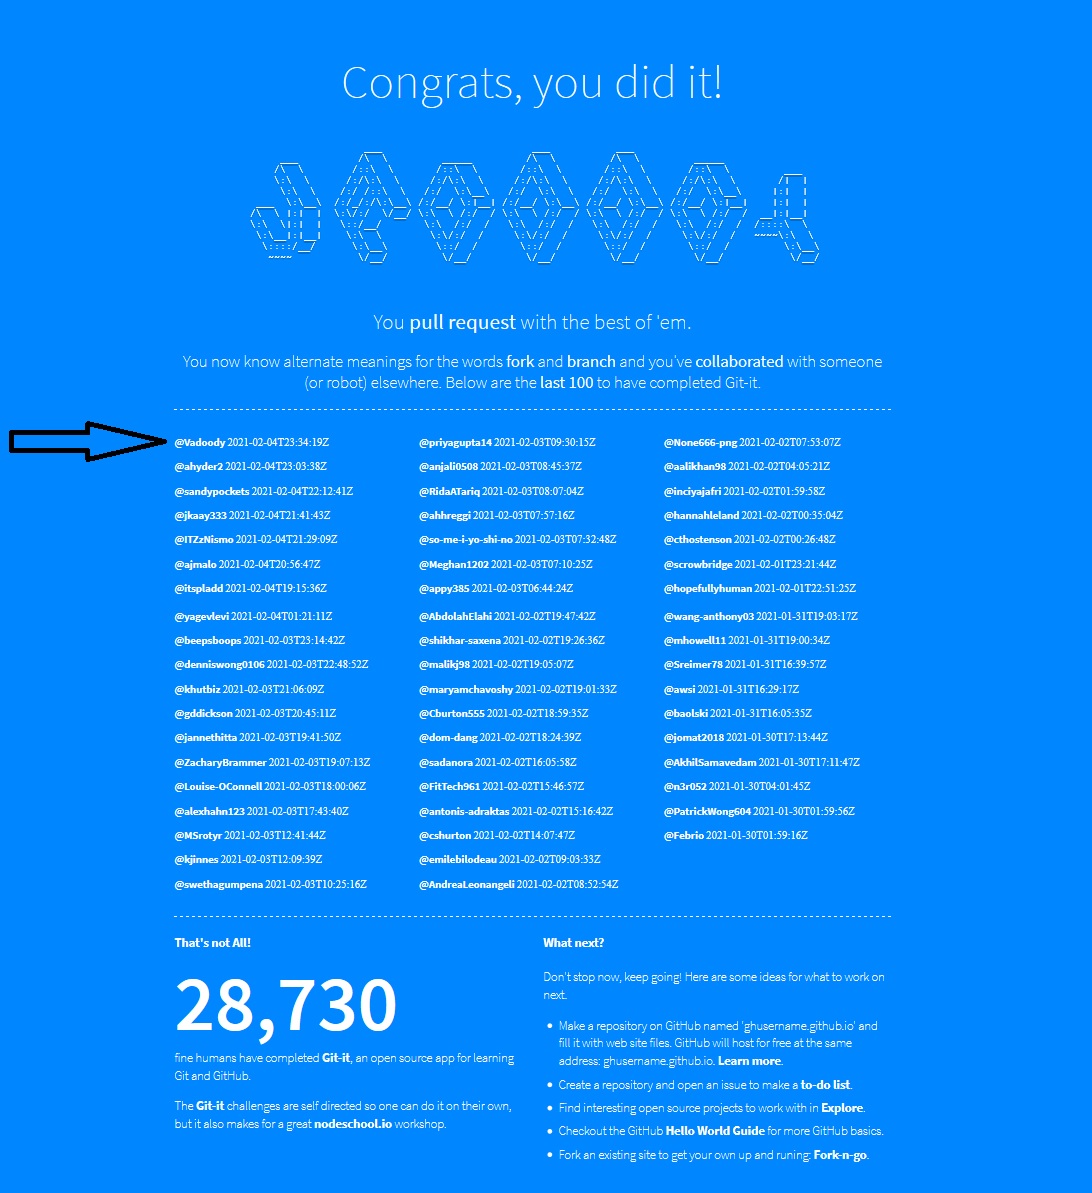 Congrats, you did it!
You pull request with the best of 'em.
You now know alternate meanings for the words fork and branch and you've collaborated with someone
(or robot) elsewhere. Below are the last 100 to have completed Git-it.
@Vadoody 2021-02-04T23:34:19Z
@ahyder2 2021-02-04T23:03:38Z
@sandypockets 2021-02-04T22:12:41Z
@jkaay333 2021-02-04T21:41:43Z
@ITZzNismo 2021-02-04T21:29:09Z
@ajmalo 2021-02-04T20:56:47Z
@itspladd 2021-02-04T19:15:36Z
@yagevlevi 2021-02-04T01:21:11Z
@beepsboops 2021-02-03T23:14:42Z
@denniswong0106 2021-02-03T22:48:52Z
@khutbiz 2021-02-03T21:06:09Z
@gddickson 2021-02-03T20:45:11Z
@jannethitta 2021-02-03T19:41:50Z
@ZacharyBrammer 2021-02-03T19:07:13Z
@Louise-OConnell 2021-02-03T18:00:06Z
@alexhahn123 2021-02-03T17:43:40Z
@MSrotyr 2021-02-03T12:41:44Z
@kjinnes 2021-02-03T12:09:39Z
@swethagumpena 2021-02-03T10:25:16Z
@priyagupta14 2021-02-03T09:30:15Z
@anjali0508 2021-02-03T08:45:37Z
@RidaATariq 2021-02-03T08:07:04Z
@ahhreggi 2021-02-03T07:57:16Z
@so-me-i-yo-shi-no 2021-02-03T07:32:48Z
@Meghan1202 2021-02-03T07:10:25Z
@appy385 2021-02-03T06:44:24Z
@AbdolahElahi 2021-02-02T19:47:42Z
@shikhar-saxena 2021-02-02T19:26:36Z
@malikj98 2021-02-02T19:05:07Z
@maryamchavoshy 2021-02-02T19:01:33Z
@Cburton555 2021-02-02T18:59:35Z
@dom-dang 2021-02-02T18:24:39Z
@sadanora 2021-02-02T16:05:58Z
@FitTech961 2021-02-02T15:46:57Z
@antonis-adraktas 2021-02-02T15:16:42Z
@cshurton 2021-02-02T14:07:47Z
@emilebilodeau 2021-02-02T09:03:33Z
@AndreaLeonangeli 2021-02-02T08:52:54Z
@None666-png 2021-02-02T07:53:07Z
@aalikhan98 2021-02-02T04:05:21Z
@inciyajafri 2021-02-02T01:59:58Z
@hannahleland 2021-02-02T00:35:04Z
@cthostenson 2021-02-02T00:26:48Z
@scrowbridge 2021-02-01T23:21:44Z
@hopefullyhuman 2021-02-01T22:51:25Z
@wang-anthony03 2021-01-31T19:03:17Z
@mhowell11 2021-01-31T19:00:34Z
@Sreimer78 2021-01-31T16:39:57Z
@awsi 2021-01-31T16:29:17Z
@baolski 2021-01-31T16:05:35Z
@jomat2018 2021-01-30T17:13:44Z
@AkhilSamavedam 2021-01-30T17:11:47Z
@n3r052 2021-01-30T04:01:45Z
@PatrickWong604 2021-01-30T01:59:56Z
@Febrio 2021-01-30T01:59:16Z
That's not All!
28,730
fine humans have completed Git-it, an open source app for learning
Git and GitHub.
The Git-it challenges are self directed so one can do it on their own,
but it also makes for a great nodeschool.io workshop.
What next?
Don't stop now, keep going! Here are some ideas for what to work on
next.
Make a repository on GitHub named 'ghusername.github.io' and
fill it with web site files. GitHub will host for free at the same
address: ghusername.github.io. Learn more.
Create a repository and open an issue to make a to-do list.
Find interesting open source projects to work with in Explore.
Checkout the GitHub Hello World Guide for more GitHub basics.
Fork an existing site to get your own up and runing: Fork-n-go.